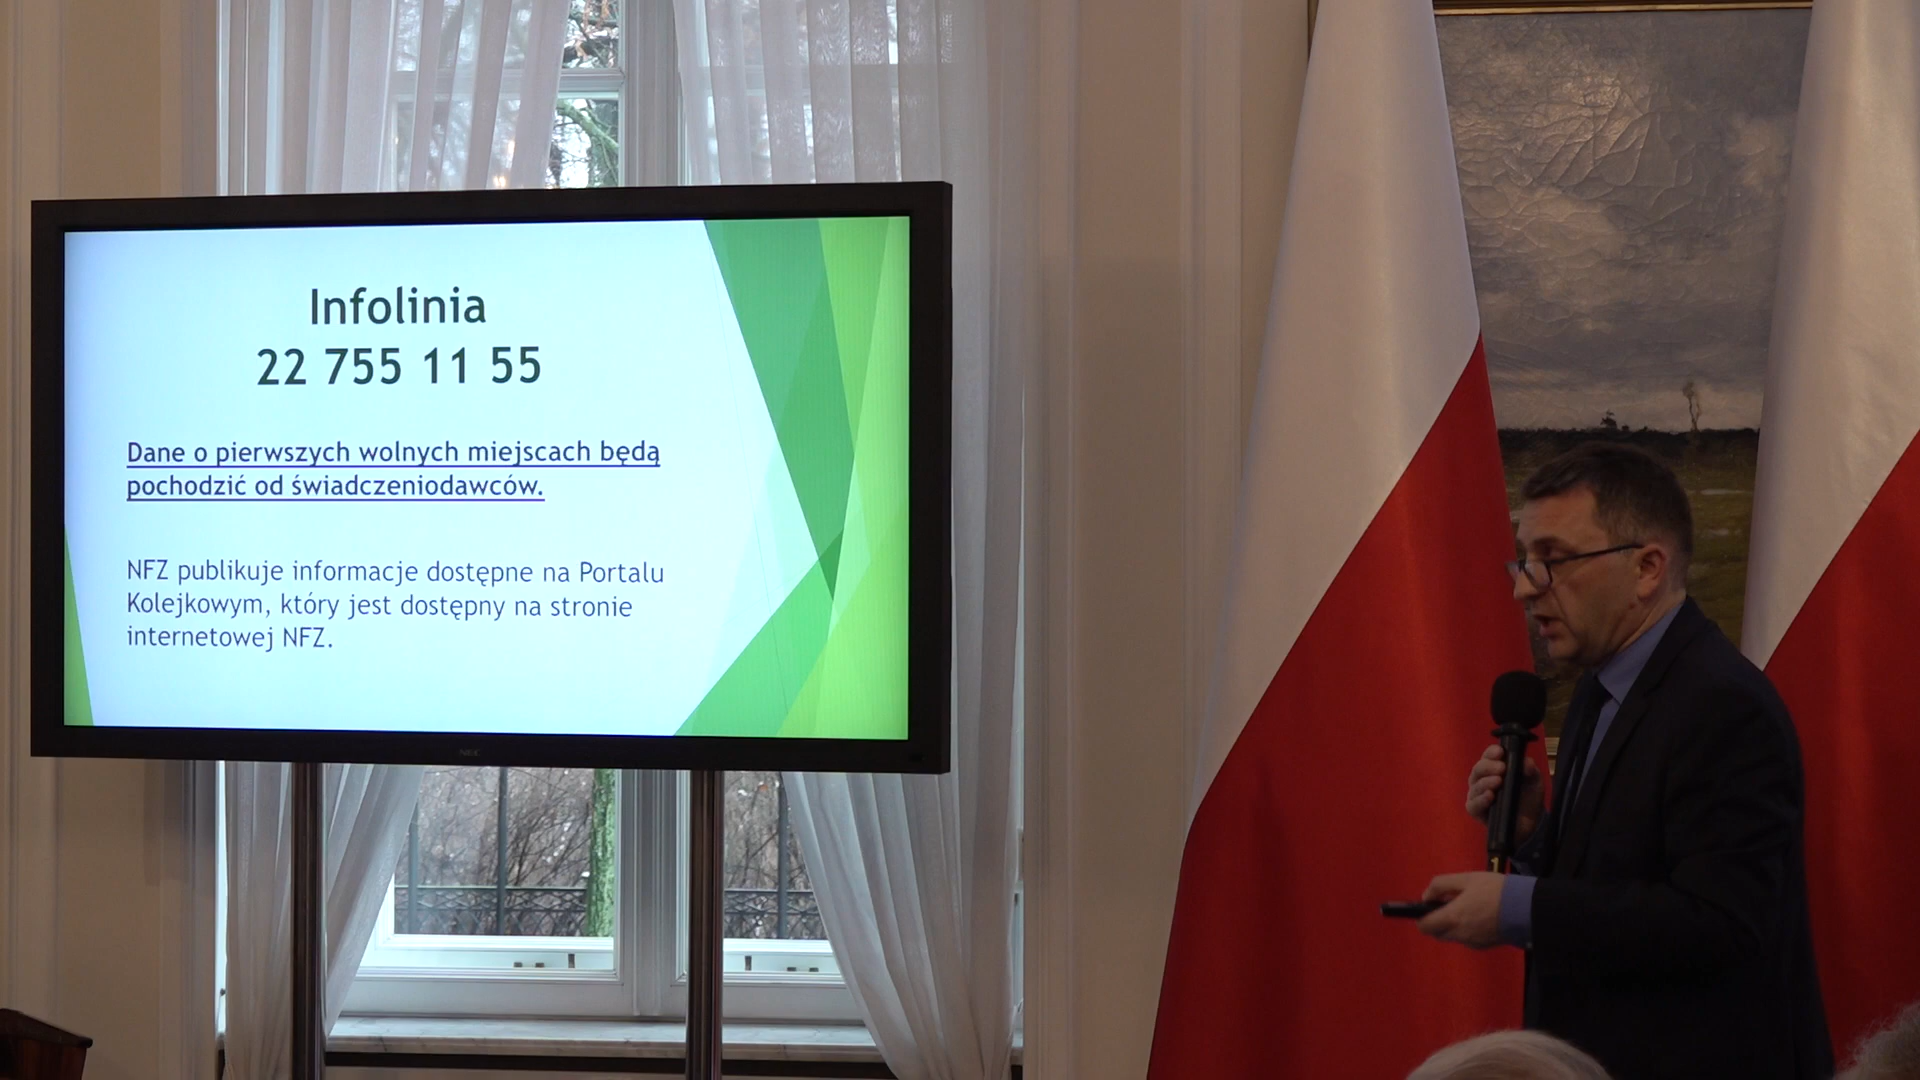 Infolinia
22 755 11 55
Dane o pierwszych wolnych miejscach będą
pochodzić od świadczeniodawców.
NFZ publikuje informacje dostępne na Portalu
Kolejkowym, który jest dostępny na stronie
internetowej NFZ.
NEC